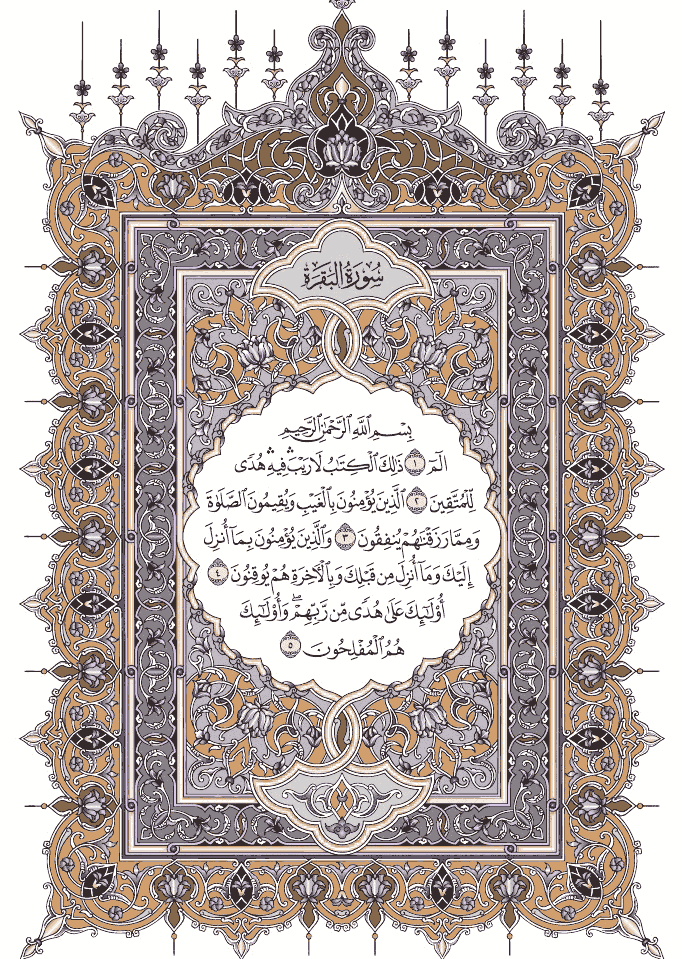 سُورَةُ البَقَرَةِ
بِسْمِ ٱللَّهِ ٱلرَّحْمَٰنِ ٱلرَّحِيمِ
الٓمٓ ١ ذَٰلِكَ ٱلْكِتَٰبُ لَا رَيْبَۛ فِيهِۛ هُدًى
لِّلْمُتَّقِينَ ٢ ٱلَّذِينَ يُؤْمِنُونَ بِٱلْغَيْبِ وَيُقِيمُونَ ٱلصَّلَوٰةَ
وَمِمَّا رَزَقْنَٰهُمْ يُنفِقُونَ ٣ وَٱلَّذِينَ يُؤْمِنُونَ بِمَآ أُنزِلَ
إِلَيْكَ وَمَآ أُنزِلَ مِن قَبْلِكَ وَبِٱلْءَاخِرَةِ هُمْ يُوقِنُونَ ٤
أُو۟لَٰٓئِكَ عَلَىٰ هُدًى مِّن رَّبِّهِمْۖ وَأُو۟لَٰٓئِكَ
هُمُ ٱلْمُفْلِحُونَ ٥